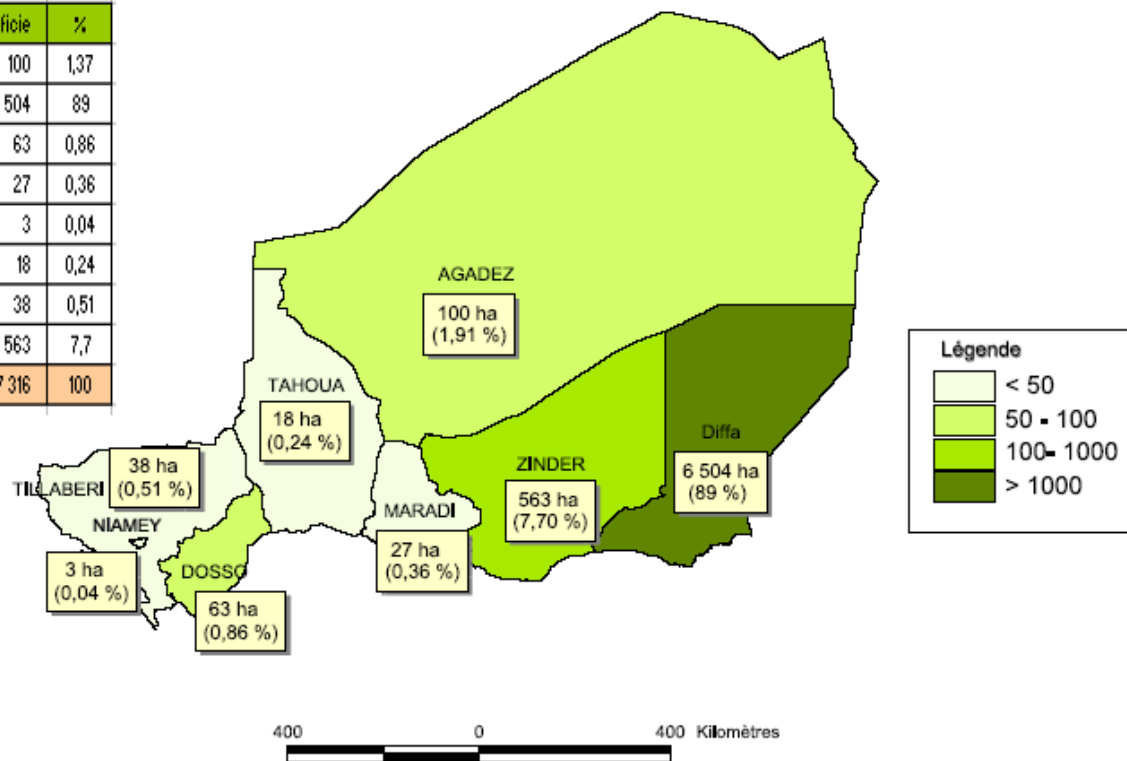 ficie %
100 1,37
504 89
63 0,86
27 0,36
3 0,04
18 0,24
38 0,51
563 7,7
7 316 100
AGADEZ
100 ha
(1,91 %)
TAHOUA
18 ha
(0,24 %)
Diffa
6 504 ha
(89 %)
ZINDER
563 ha
(7,70 %)
TILLABERI
38 ha
(0,51 %)
NIAMEY
3 ha
(0,04 %)
MARADI
27 ha
(0,36 %)
DOSSO
63 ha
(0,86 %)
Légende
< 50
50 - 100
100- 1000
> 1000
400 0 400 Kilomètres